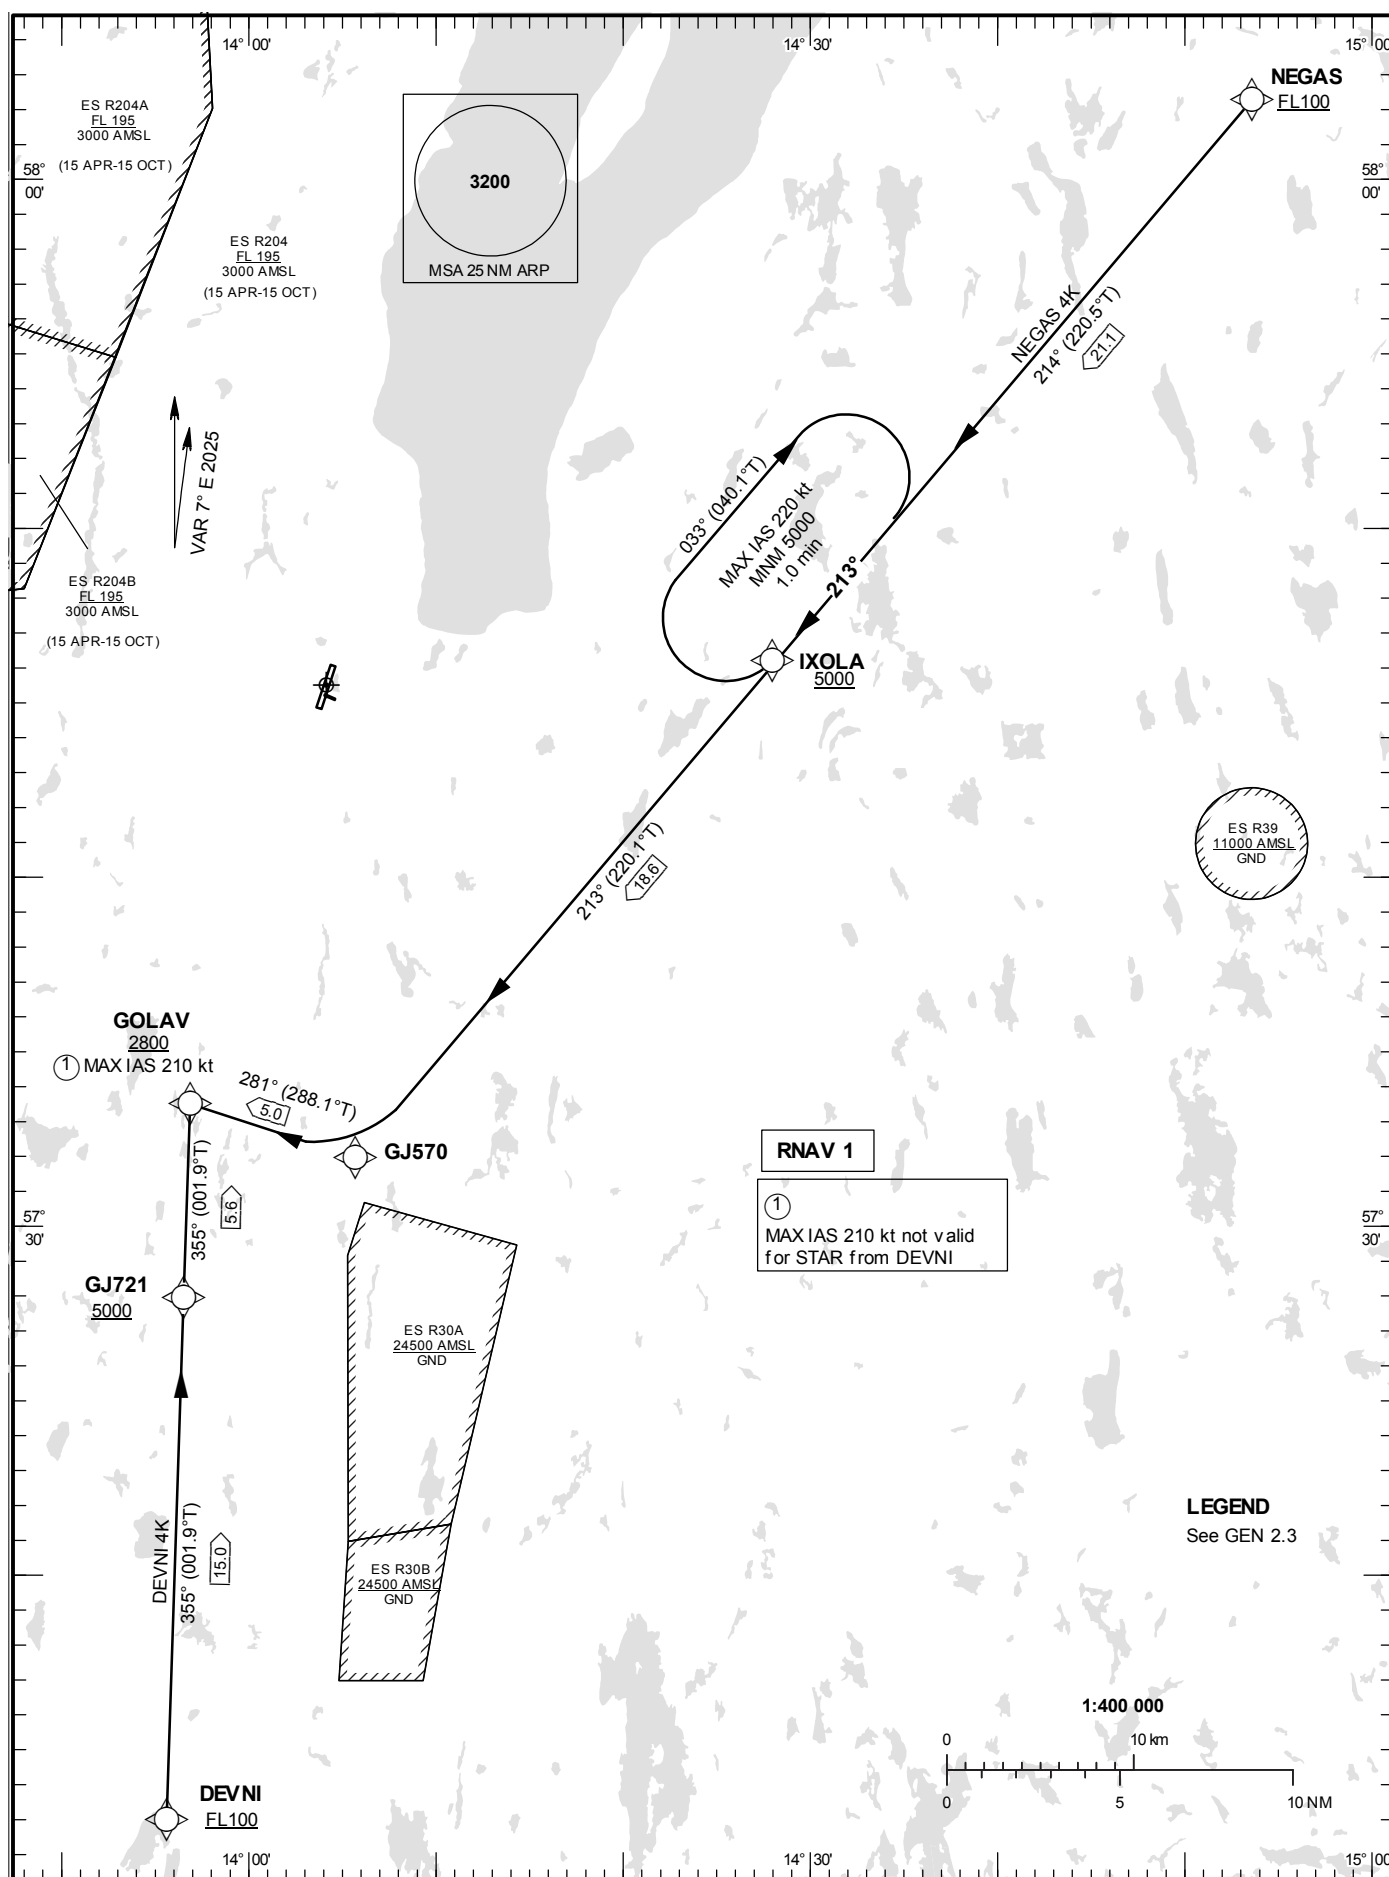 14° 00'
14° 30'
15° 00'
NEGAS
FL100
ES R204A
FL 195
3000 AMSL
(15 APR-15 OCT)
58°
00'
58°
00'
3200
MSA 25 NM ARP
ES R204
FL 195
3000 AMSL
(15 APR-15 OCT)
NEGAS 4K
214° (220.5°T)
21.1
VAR 7° E 2025
033° (040.1°T)
MAX IAS 220 kt
MNM 5000
1.0 min
213°
ES R204B
FL 195
3000 AMSL
(15 APR-15 OCT)
IXOLA
5000
213° (220.1°T)
18.6
ES R39
11000 AMSL
GND
GOLAV
2800
1 MAX IAS 210 kt
281° (288.1°T)
5.0
GJ570
355° (001.9°T)
5.6
RNAV 1
1
MAX IAS 210 kt not valid
for STAR from DEVNI
57°
30'
57°
30'
GJ721
5000
ES R30A
24500 AMSL
GND
DEVNI 4K
355° (001.9°T)
15.0
ES R30B
24500 AMSL
GND
LEGEND
See GEN 2.3
1:400 000
0 10 km
0 5 10 NM
DEVNI
FL100
14° 00'
14° 30'
15° 00'